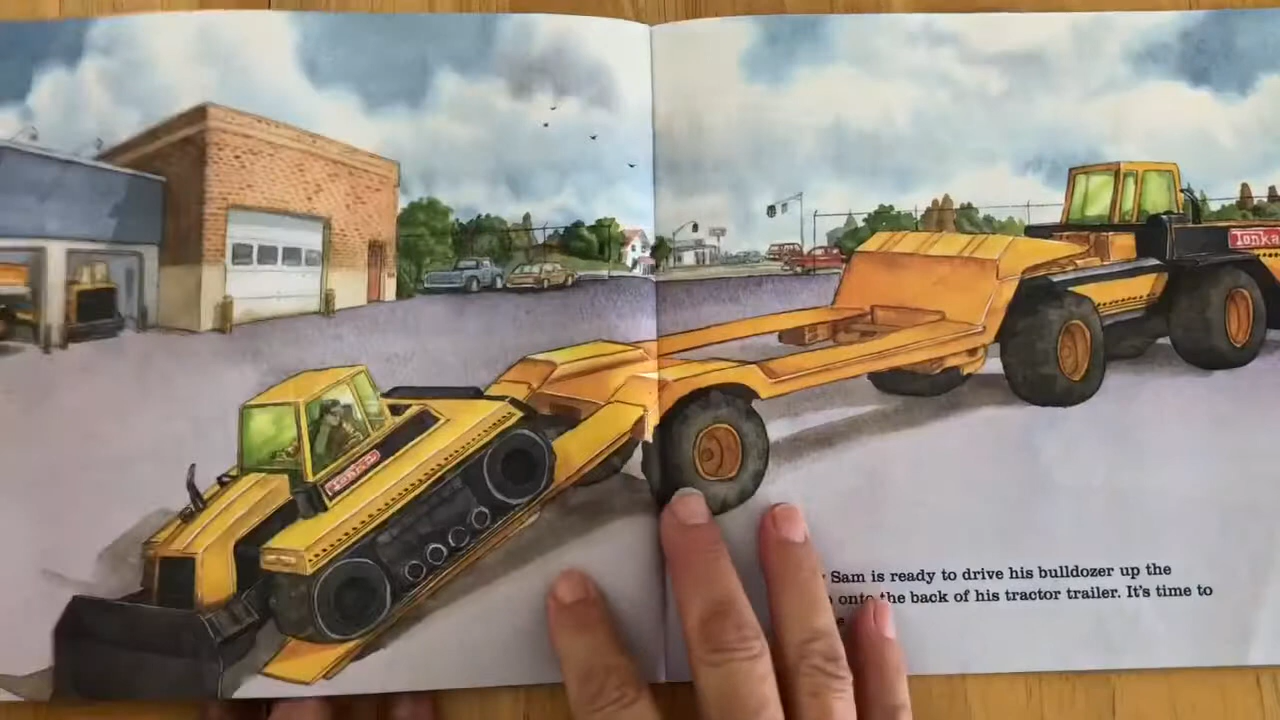 Tonka
Tonka
Sam is ready to drive his bulldozer up the
onto the back of his tractor trailer. It's time to